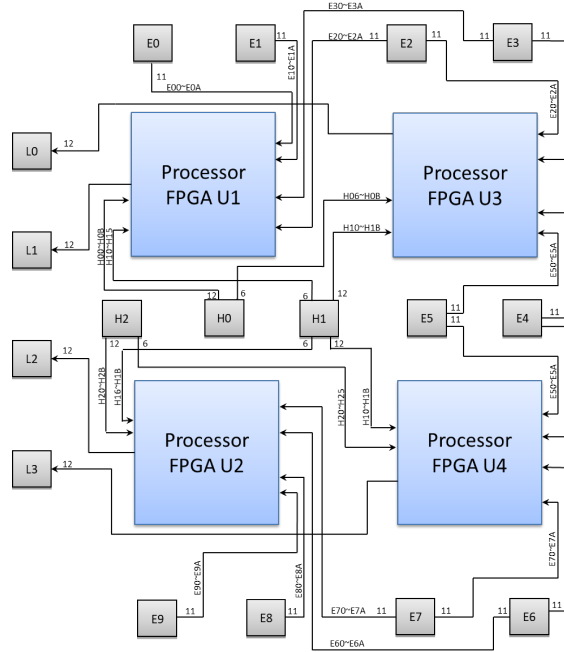 E30~E3A
11
11
11
11
11
11
E0
E1
E2
E3
E10~E1A
E20~E2A
11
E00~E0A
E20~E2A
L0
12
Processor
FPGA U1
Processor
FPGA U3
H06~H0B
L1
12
H00~H0B
H10~H15
H10~H1B
E50~E5A
12
6
6
12
H2
H0
H1
E5
11
11
E4
12
6
6
12
L2
12
H20~H2B
H16~H1B
H20~H25
H10~H1B
E50~E5A
Processor
FPGA U2
Processor
FPGA U4
L3
12
E90~E9A
E80~E8A
E70~E7A
E70~E7A
11
11
11
11
11
11
E9
E8
E7
E6
E60~E6A